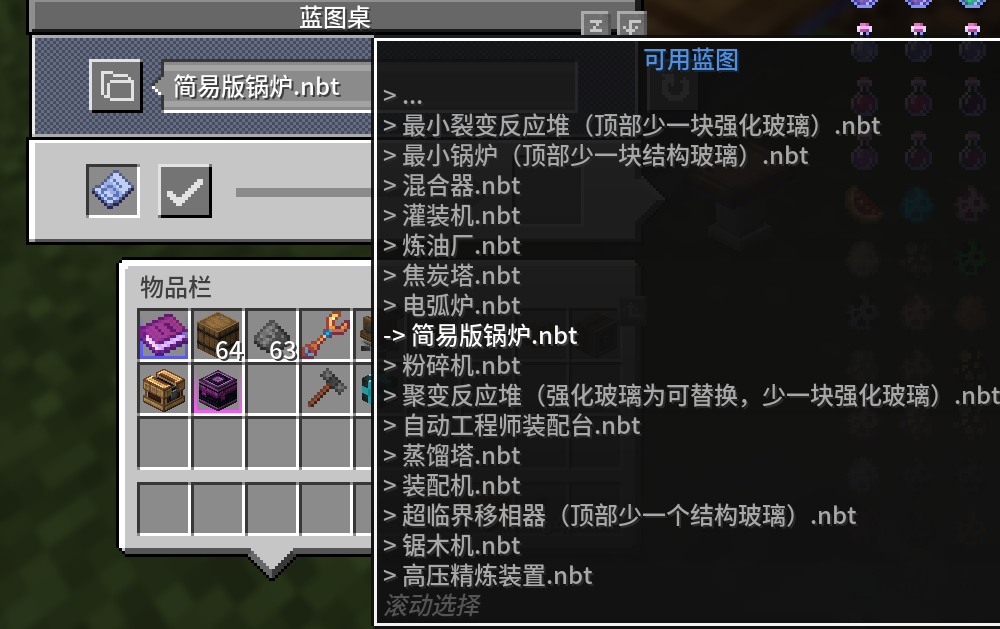 蓝图桌
简易版锅炉.nbt
可用蓝图
> ...
> 最小裂变反应堆（顶部少一块强化玻璃）.nbt
> 最小锅炉（顶部少一块结构玻璃）.nbt
> 混合器.nbt
> 灌装机.nbt
> 炼油厂.nbt
> 焦炭塔.nbt
> 电弧炉.nbt
-> 简易版锅炉.nbt
> 粉碎机.nbt
> 聚变反应堆（强化玻璃为可替换，少一块强化玻璃）.nbt
> 自动工程师装配台.nbt
> 蒸馏塔.nbt
> 装配机.nbt
> 超临界移相器（顶部少一个结构玻璃）.nbt
> 锯木机.nbt
> 高压精炼装置.nbt
滚动选择
物品栏
64
63